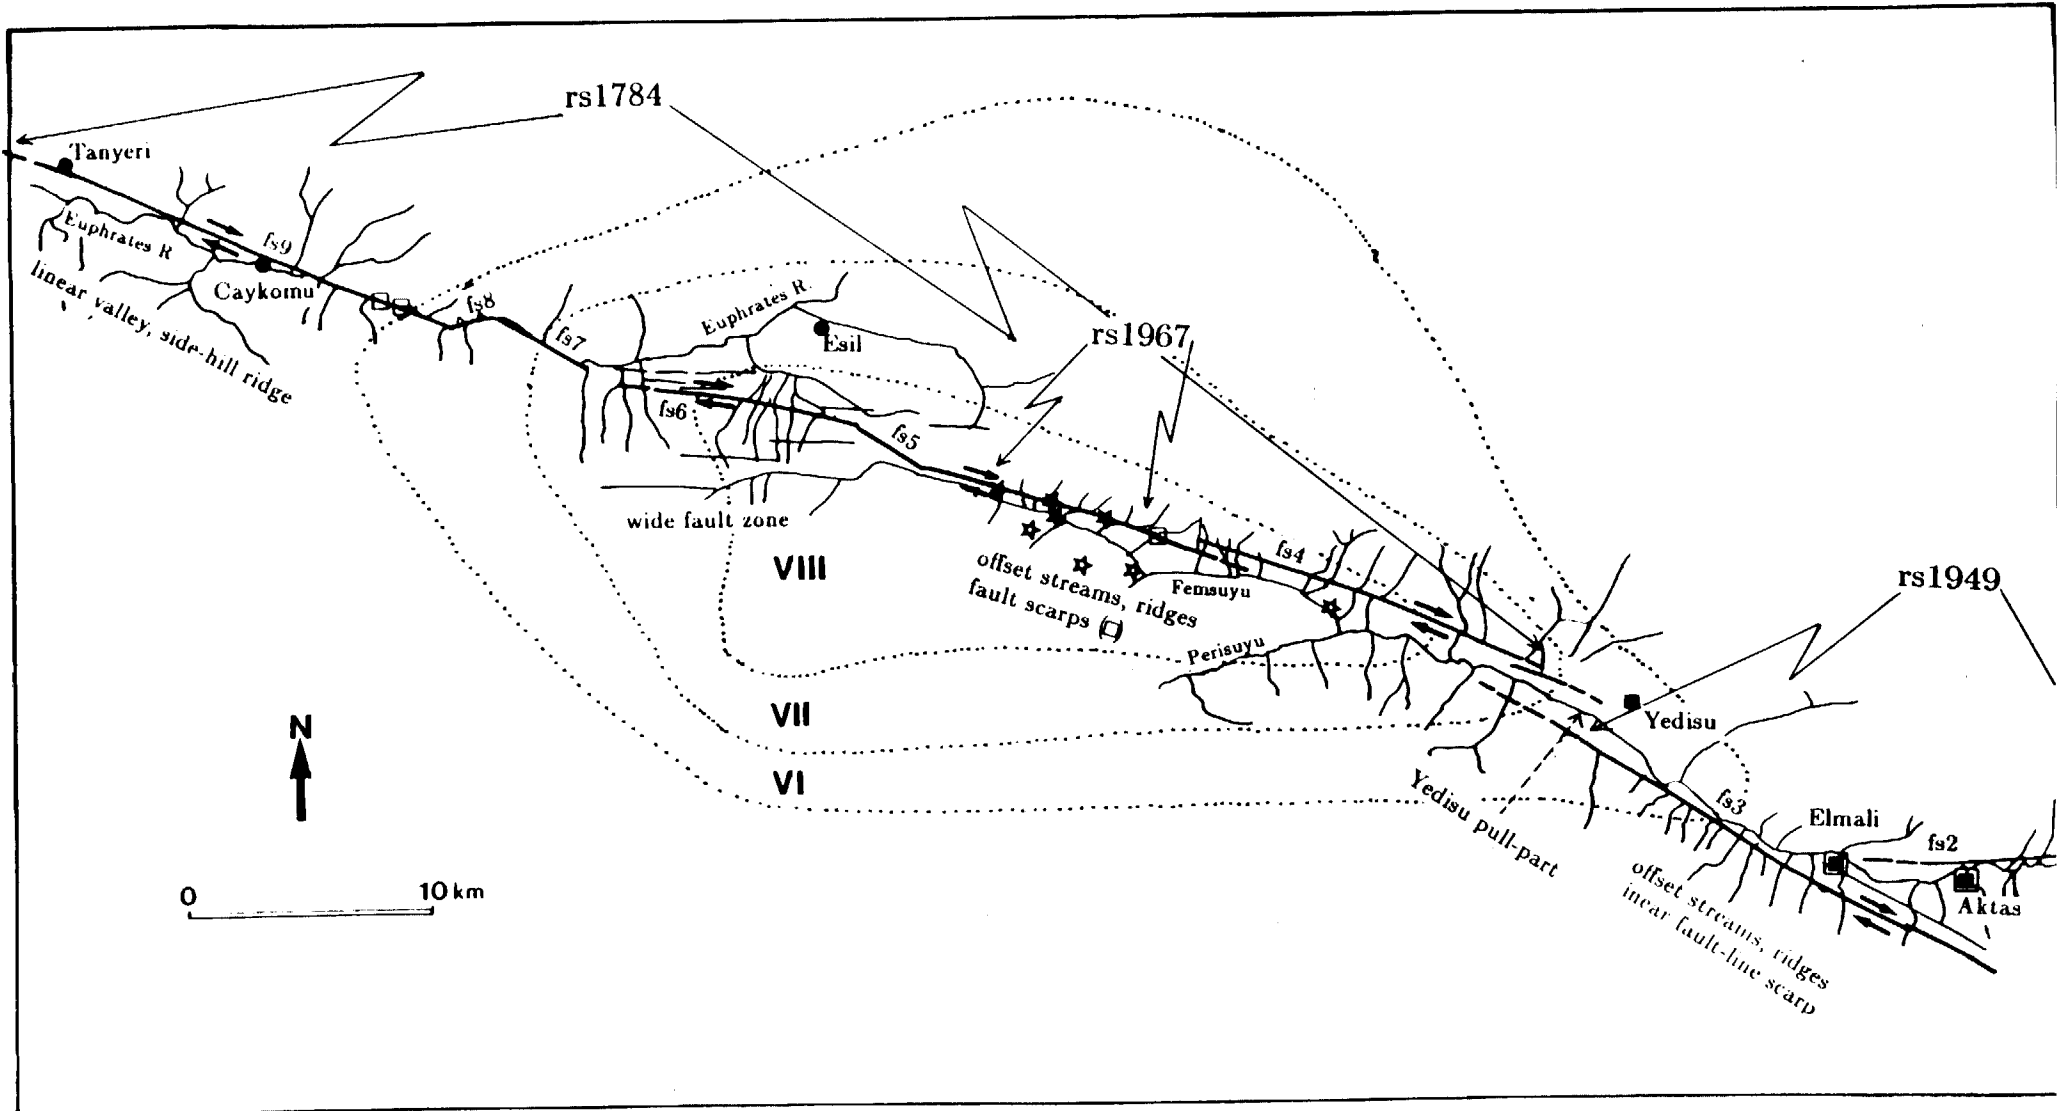 rs1784
Tanyeri
Euphrates R
fs9
linear valley, side-hill ridge
Caykomu
fs8
fs7
Euphrates R.
Esil
rs1967
fs6
fs5
wide fault zone
VIII
offset streams, ridges
fault scarps (□)
Femsuyu
fs4
rs1949
Perisuyu
N
VII
VI
Yedisu
Yedisu pull-part
fs3
Elmali
fs2
Aktas
offset streams, ridges
inear fault-line scarp
0 10 km